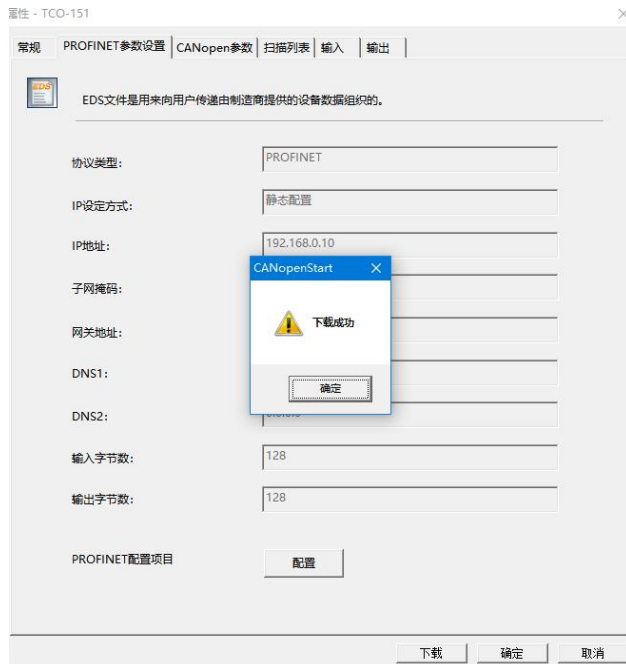 属性 - TCO-151
常规 PROFINET参数设置 CANopen参数 扫描列表 输入 输出
EDS
EDS文件是用来向用户传递由制造商提供的设备数据组织的。
协议类型: PROFINET
IP设定方式: 静态配置
IP地址: 192.168.0.10
CANopenStart
子网掩码:
下载成功
网关地址:
DNS1:
确定
DNS2:
输入字节数: 128
输出字节数: 128
PROFINET配置项目 配置
下载 确定 取消